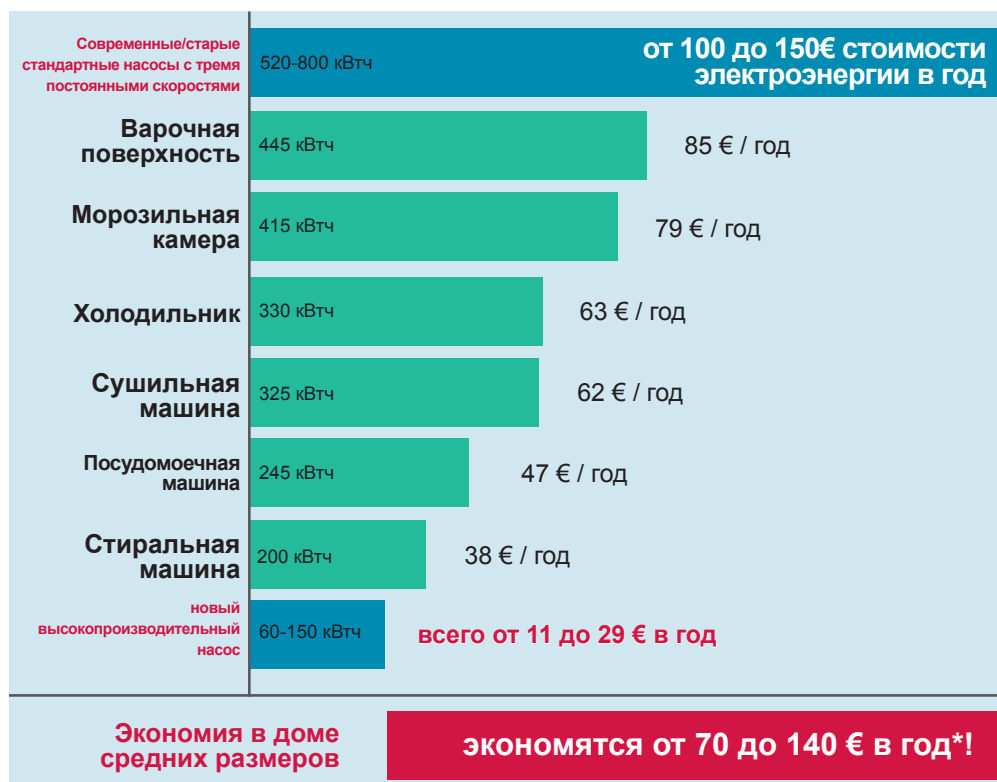 Современные/старые
стандартные насосы с тремя
постоянными скоростями
520-800 кВтч
от 100 до 150€ стоимости
электроэнергии в год
Варочная
поверхность
445 кВтч
85 € / год
Морозильная
камера
415 кВтч
79 € / год
Холодильник
330 кВтч
63 € / год
Сушильная
машина
325 кВтч
62 € / год
Посудомоечная
машина
245 кВтч
47 € / год
Стиральная
машина
200 кВтч
38 € / год
новый
высокопроизводительный
насос
60-150 кВтч
всего от 11 до 29 € в год
Экономия в доме
средних размеров
экономятся от 70 до 140 € в год*!